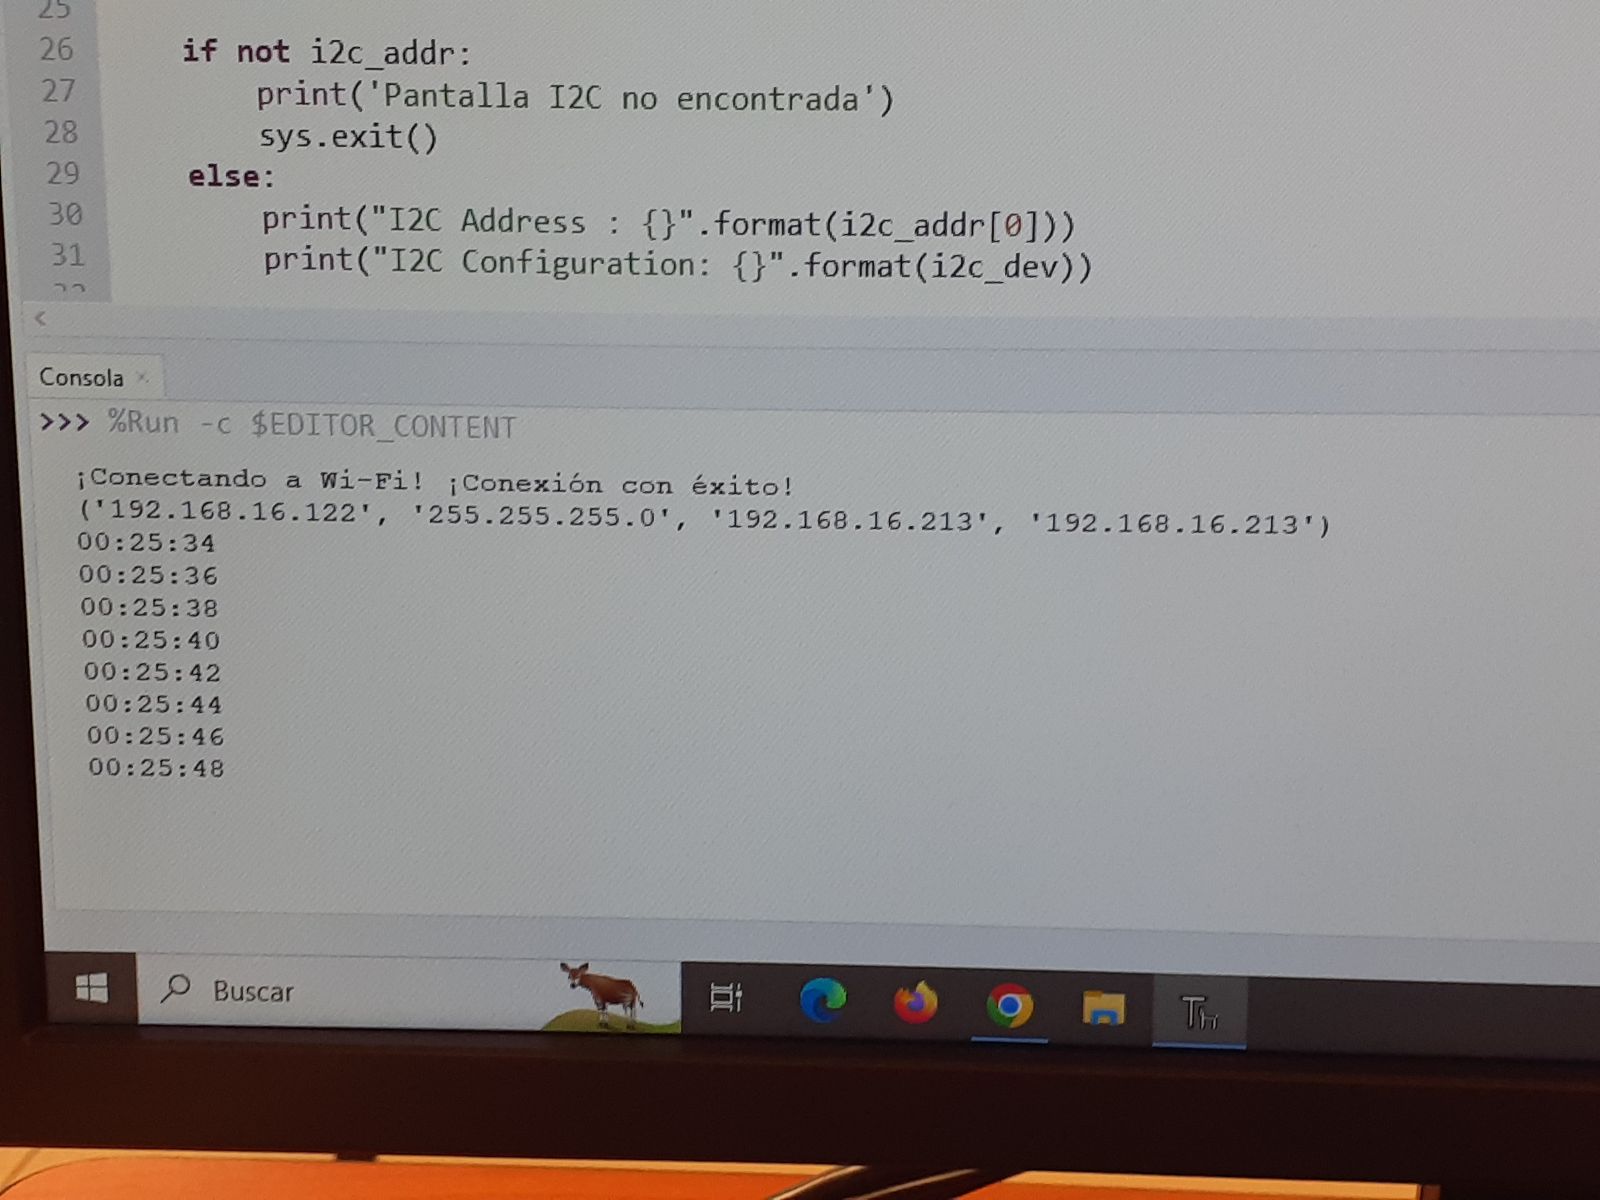 25
26 if not i2c_addr:
27 print('Pantalla I2C no encontrada')
28 sys.exit()
29 else:
30 print("I2C Address : {}".format(i2c_addr[0]))
31 print("I2C Configuration: {}".format(i2c_dev))
Consola ×
>>> %Run -c $EDITOR_CONTENT
¡Conectando a Wi-Fi! ¡Conexión con éxito!
('192.168.16.122', '255.255.255.0', '192.168.16.213', '192.168.16.213')
00:25:34
00:25:36
00:25:38
00:25:40
00:25:42
00:25:44
00:25:46
00:25:48
Buscar
Th